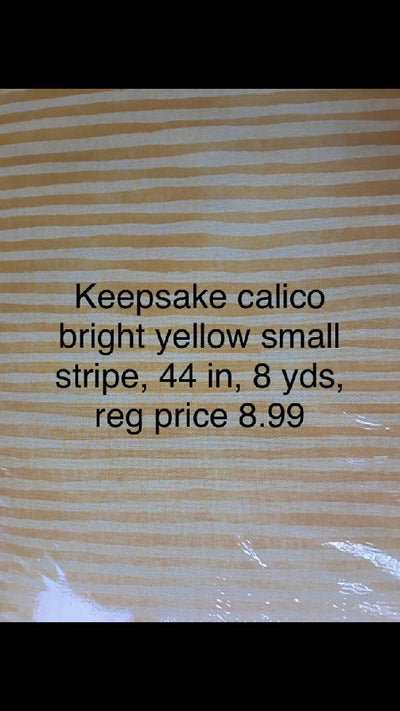 Keepsake calico
bright yellow small
stripe, 44 in, 8 yds,
reg price 8.99